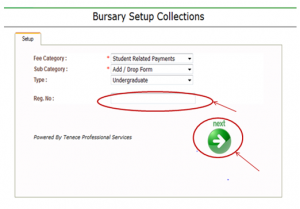 Bursary Setup Collections
Setup
Fee Category : * Student Related Payments
Sub Category : * Add / Drop Form
Type : Undergraduate
Reg. No :
next
Powered By Tenece Professional Services